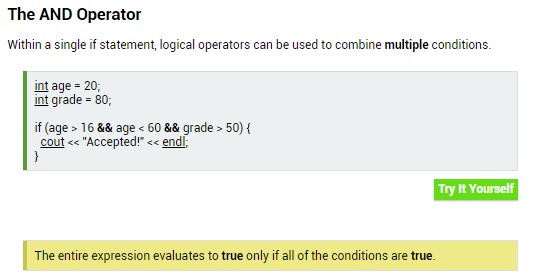 The AND Operator
Within a single if statement, logical operators can be used to combine multiple conditions.
int age = 20;
int grade = 80;
if (age > 16 && age < 60 && grade > 50) {
cout << "Accepted!" << endl;
}
Try It Yourself
The entire expression evaluates to true only if all of the conditions are true.